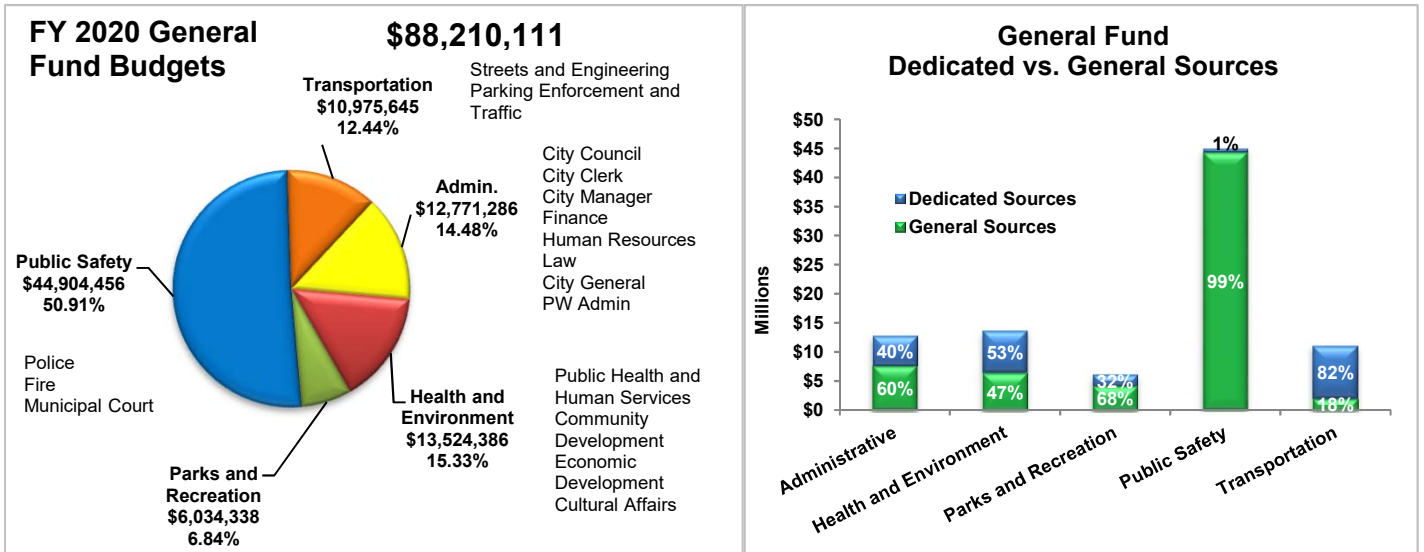 FY 2020 General
Fund Budgets
$88,210,111
Streets and Engineering
Parking Enforcement and
Traffic
Transportation
$10,975,645
12.44%
City Council
City Clerk
City Manager
Finance
Human Resources
Law
City General
PW Admin
Admin.
$12,771,286
14.48%
Public Safety
$44,904,456
50.91%
Police
Fire
Municipal Court
Health and
Environment
$13,524,386
15.33%
Public Health and
Human Services
Community
Development
Economic
Development
Cultural Affairs
Parks and
Recreation
$6,034,338
6.84%
General Fund
Dedicated vs. General Sources
Millions
$50
$45
$40
$35
$30
$25
$20
$15
$10
$5
$0
Dedicated Sources
General Sources
40%
60%
53%
47%
32%
68%
1%
99%
82%
18%
Administrative
Health and Environment
Parks and Recreation
Public Safety
Transportation